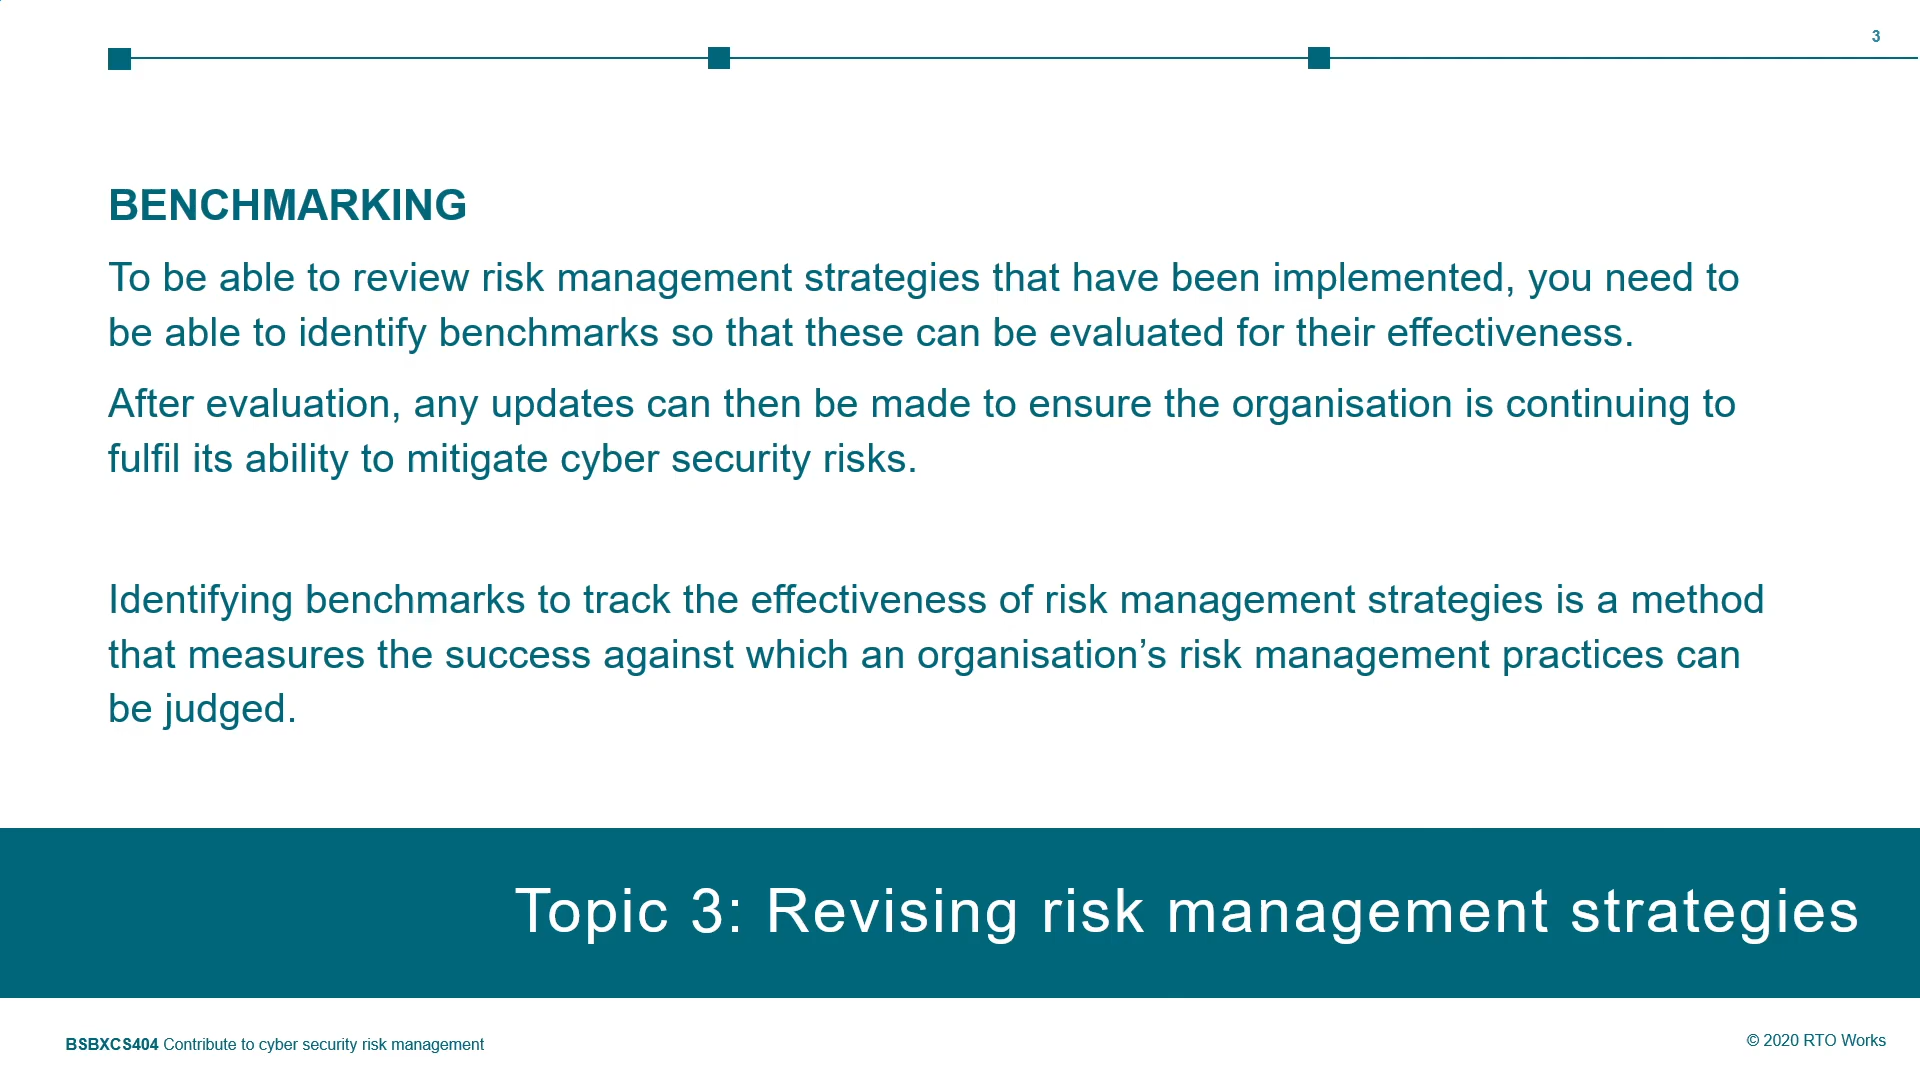 3
BENCHMARKING
To be able to review risk management strategies that have been implemented, you need to
be able to identify benchmarks so that these can be evaluated for their effectiveness.
After evaluation, any updates can then be made to ensure the organisation is continuing to
fulfil its ability to mitigate cyber security risks.
Identifying benchmarks to track the effectiveness of risk management strategies is a method
that measures the success against which an organisation’s risk management practices can
be judged.
Topic 3: Revising risk management strategies
BSBXCS404 Contribute to cyber security risk management
© 2020 RTO Works